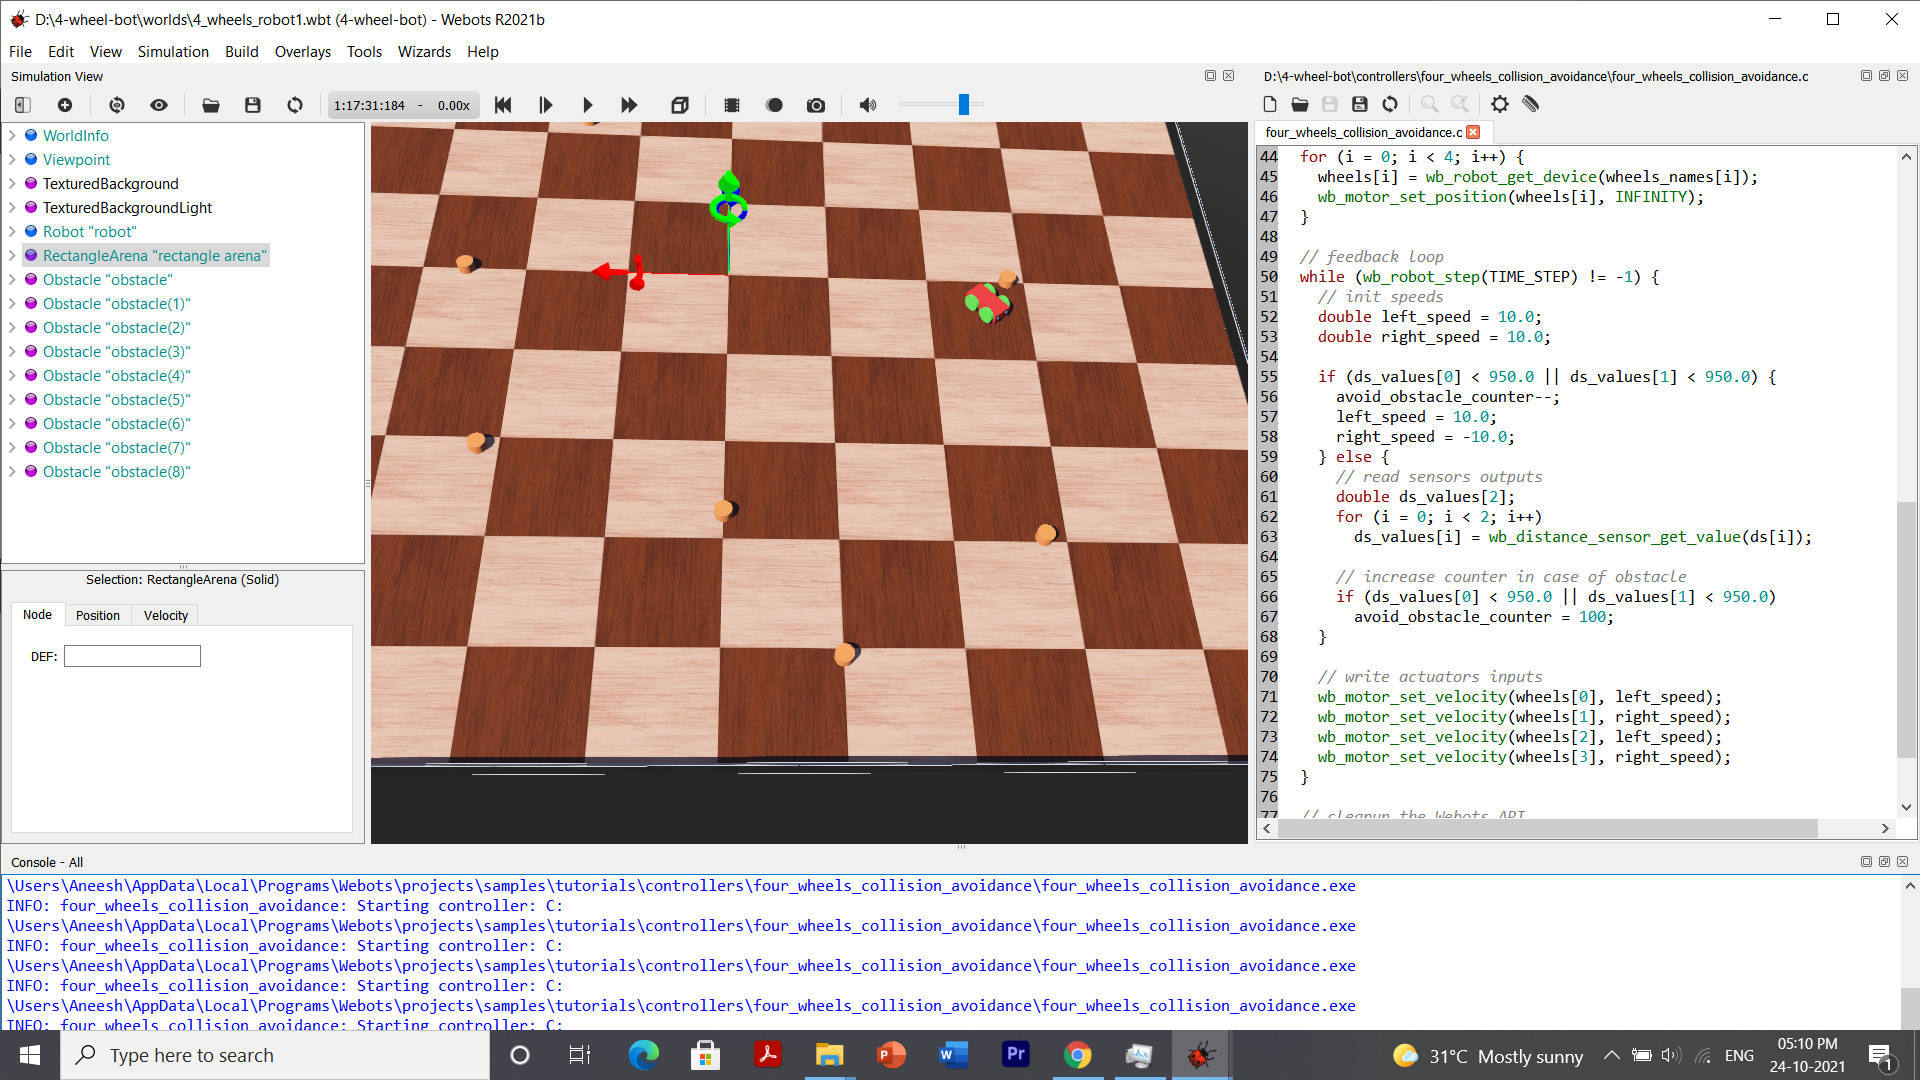 D:\4-wheel-bot\worlds\4_wheels_robot1.wbt (4-wheel-bot) - Webots R2021b
File Edit View Simulation Build Overlays Tools Wizards Help
Simulation View
1:17:31:184 - 0.00x
WorldInfo
Viewpoint
TexturedBackground
TexturedBackgroundLight
Robot "robot"
RectangleArena "rectangle arena"
Obstacle "obstacle"
Obstacle "obstacle(1)"
Obstacle "obstacle(2)"
Obstacle "obstacle(3)"
Obstacle "obstacle(4)"
Obstacle "obstacle(5)"
Obstacle "obstacle(6)"
Obstacle "obstacle(7)"
Obstacle "obstacle(8)"
Selection: RectangleArena (Solid)
Node Position Velocity
DEF:
D:\4-wheel-bot\controllers\four_wheels_collision_avoidance\four_wheels_collision_avoidance.c
four_wheels_collision_avoidance.c
44 for (i = 0; i < 4; i++) {
45 wheels[i] = wb_robot_get_device(wheels_names[i]);
46 wb_motor_set_position(wheels[i], INFINITY);
47 }
48
49 // feedback loop
50 while (wb_robot_step(TIME_STEP) != -1) {
51 // init speeds
52 double left_speed = 10.0;
53 double right_speed = 10.0;
54
55 if (ds_values[0] < 950.0 || ds_values[1] < 950.0) {
56 avoid_obstacle_counter--;
57 left_speed = 10.0;
58 right_speed = -10.0;
59 } else {
60 // read sensors outputs
61 double ds_values[2];
62 for (i = 0; i < 2; i++)
63 ds_values[i] = wb_distance_sensor_get_value(ds[i]);
64
65 // increase counter in case of obstacle
66 if (ds_values[0] < 950.0 || ds_values[1] < 950.0)
67 avoid_obstacle_counter = 100;
68 }
69
70 // write actuators inputs
71 wb_motor_set_velocity(wheels[0], left_speed);
72 wb_motor_set_velocity(wheels[1], right_speed);
73 wb_motor_set_velocity(wheels[2], left_speed);
74 wb_motor_set_velocity(wheels[3], right_speed);
75 }
76
77 // cleanup the Webots API
Console - All
\Users\Aneesh\AppData\Local\Programs\Webots\projects\samples\tutorials\controllers\four_wheels_collision_avoidance\four_wheels_collision_avoidance.exe
INFO: four_wheels_collision_avoidance: Starting controller: C:
\Users\Aneesh\AppData\Local\Programs\Webots\projects\samples\tutorials\controllers\four_wheels_collision_avoidance\four_wheels_collision_avoidance.exe
INFO: four_wheels_collision_avoidance: Starting controller: C:
\Users\Aneesh\AppData\Local\Programs\Webots\projects\samples\tutorials\controllers\four_wheels_collision_avoidance\four_wheels_collision_avoidance.exe
INFO: four_wheels_collision_avoidance: Starting controller: C:
\Users\Aneesh\AppData\Local\Programs\Webots\projects\samples\tutorials\controllers\four_wheels_collision_avoidance\four_wheels_collision_avoidance.exe
INFO: four_wheels_collision_avoidance: Starting controller: C:
Type here to search
P
W
Pr
31°C Mostly sunny
ENG
05:10 PM
24-10-2021
1